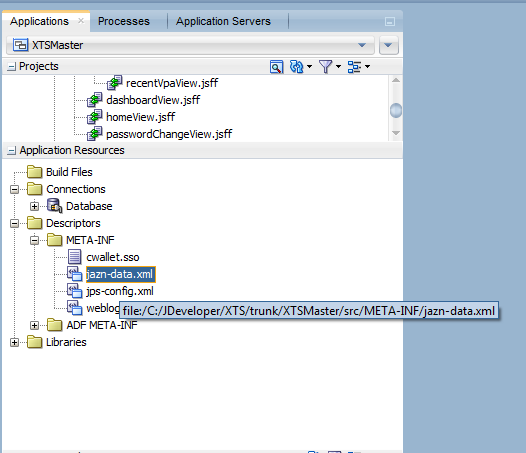 Applications × Processes Application Servers
XTSMaster
Projects
recentVpaView.jsff
dashboardView.jsff
homeView.jsff
passwordChangeView.jsff
Application Resources
Build Files
Connections
Database
Descriptors
META-INF
cwallet.sso
jazn-data.xml
jps-config.xml
weblog
file:/C:/JDeveloper/XTS/trunk/XTSMaster/src/META-INF/jazn-data.xml
ADF META-INF
Libraries